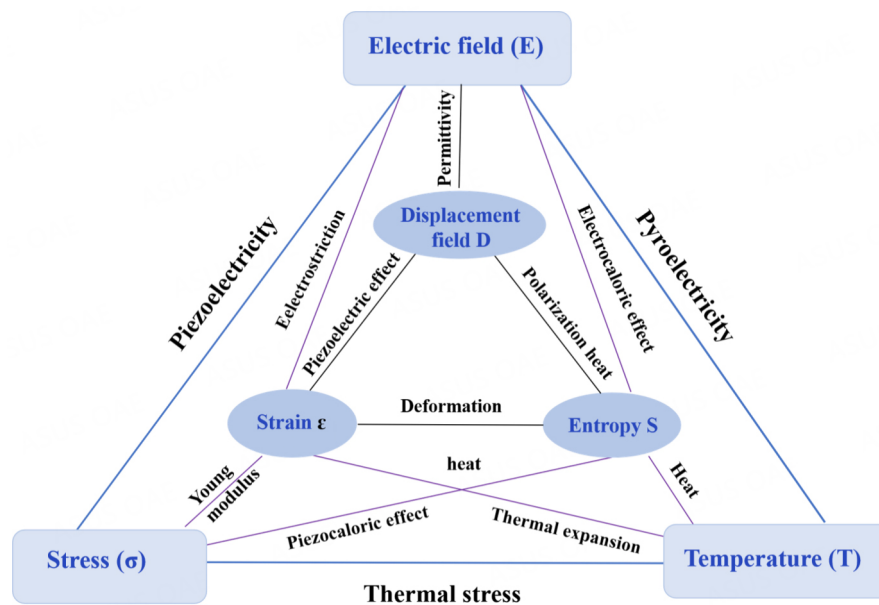 Electric field (E)
Permittivity
Displacement
field D
Piezoelectricity
Eelectrostriction
Piezoelectric effect
Polarization heat
Electrocaloric effect
Pyroelectricity
Strain ε
Deformation
Entropy S
heat
Young
modulus
Piezocaloric effect
Thermal expansion
Heat
Stress (σ)
Temperature (T)
Thermal stress